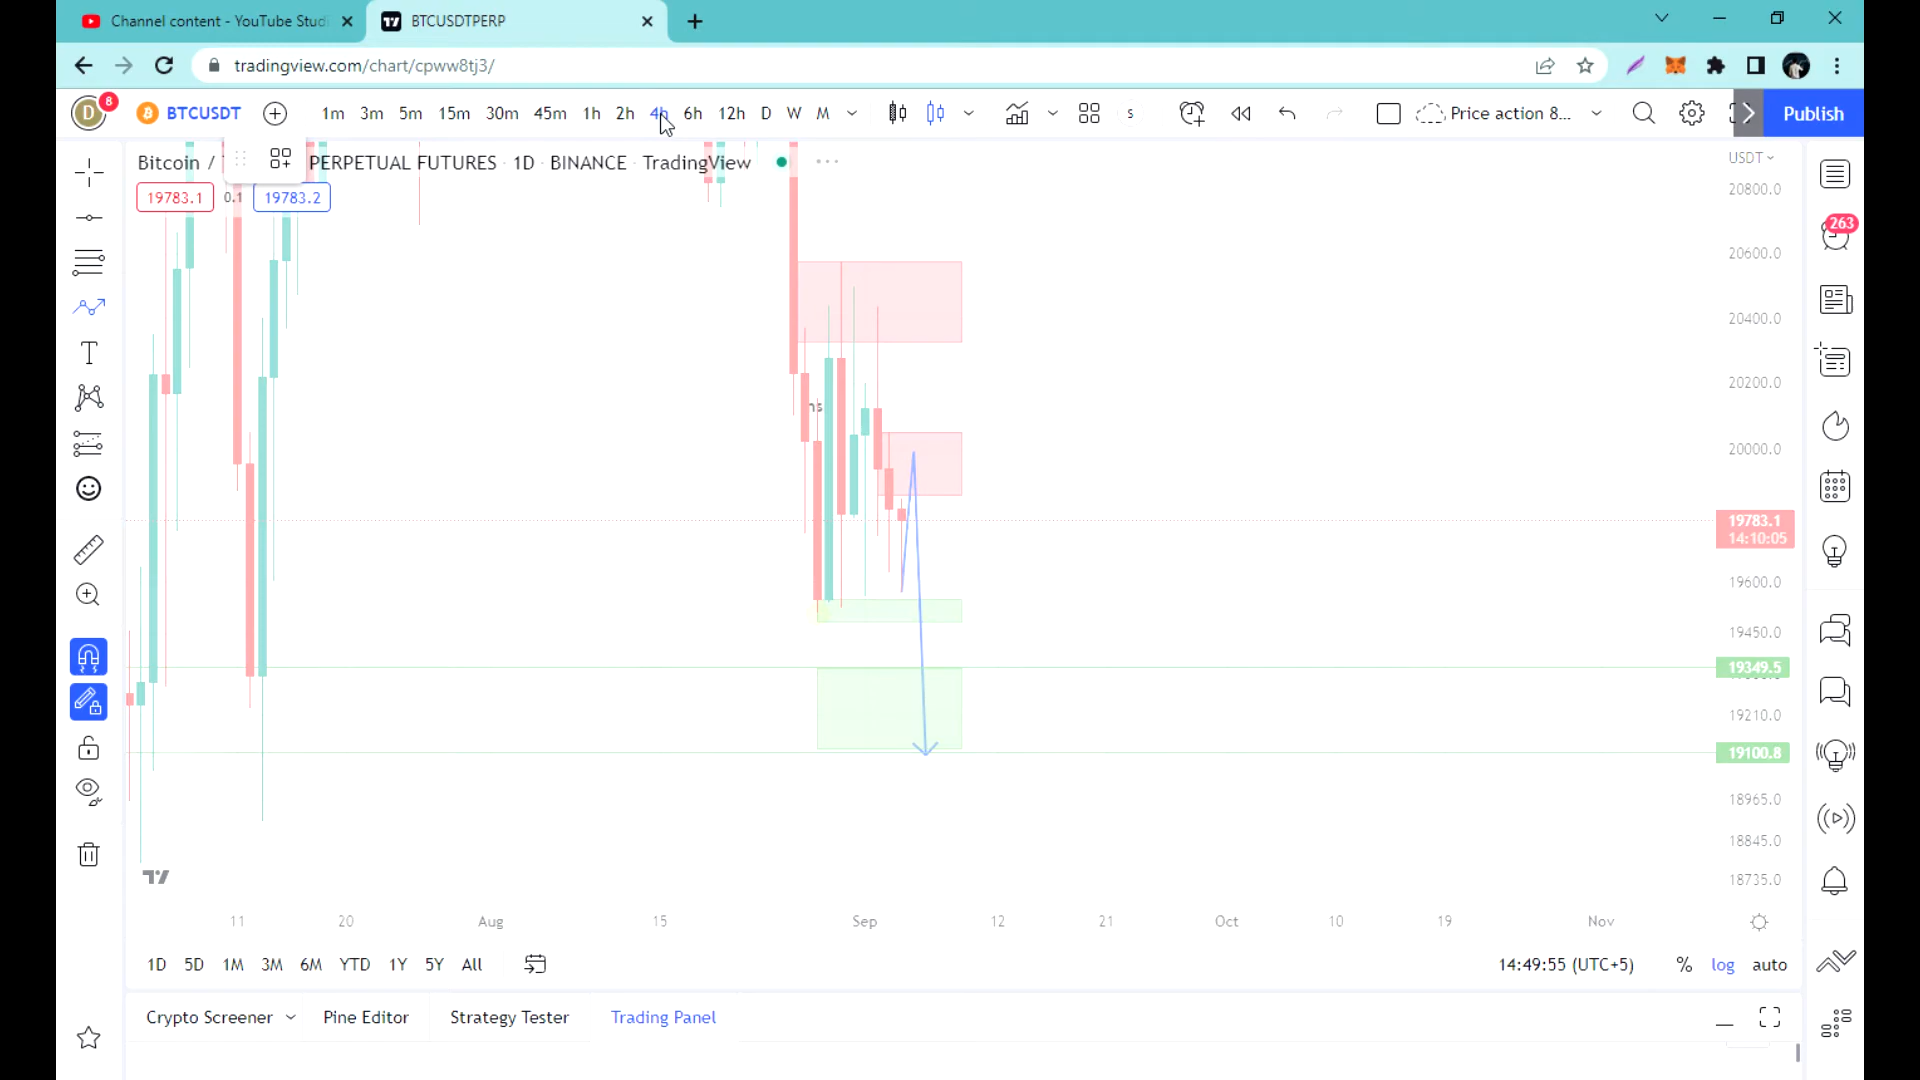 Channel content - YouTube Stud
BTCUSDTPERP
tradingview.com/chart/cpww8tj3/
D
8
BTCUSDT
1m 3m 5m 15m 30m 45m 1h 2h 4h 6h 12h D W M
s
Price action 8...
Publish
Bitcoin /
PERPETUAL FUTURES · 1D · BINANCE · TradingView
USDT
19783.1
0.1
19783.2
20800.0
263
20600.0
20400.0
20200.0
20000.0
19783.1
14:10:05
19600.0
19450.0
19349.5
19210.0
19100.8
18965.0
18845.0
18735.0
11 20 Aug 15 Sep 12 21 Oct 10 19 Nov
1D 5D 1M 3M 6M YTD 1Y 5Y All
14:49:55 (UTC+5)
% log auto
Crypto Screener Pine Editor Strategy Tester Trading Panel